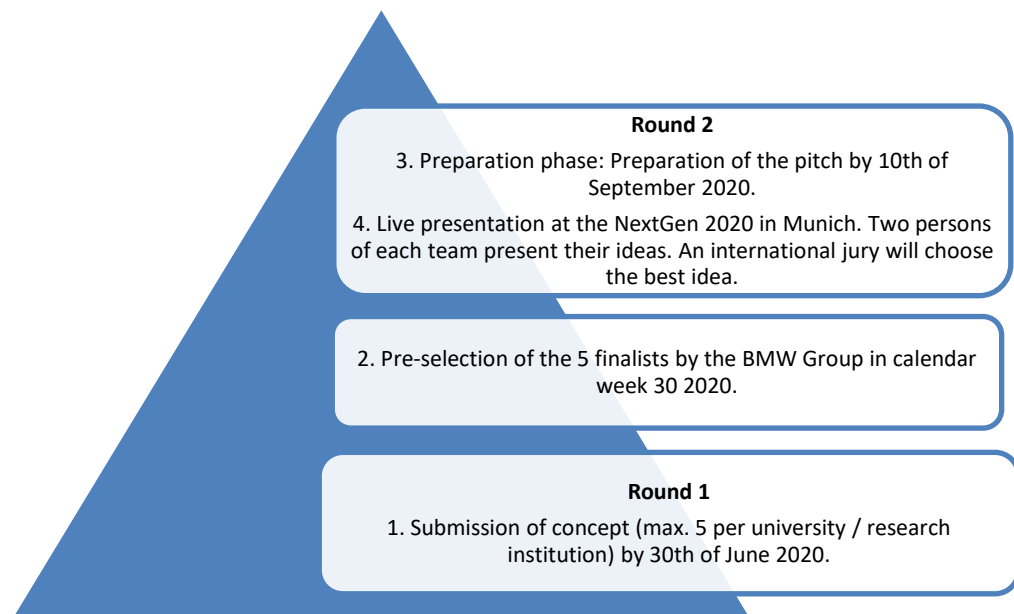 Round 2
3. Preparation phase: Preparation of the pitch by 10th of
September 2020.
4. Live presentation at the NextGen 2020 in Munich. Two persons
of each team present their ideas. An international jury will choose
the best idea.
2. Pre-selection of the 5 finalists by the BMW Group in calendar
week 30 2020.
Round 1
1. Submission of concept (max. 5 per university / research
institution) by 30th of June 2020.